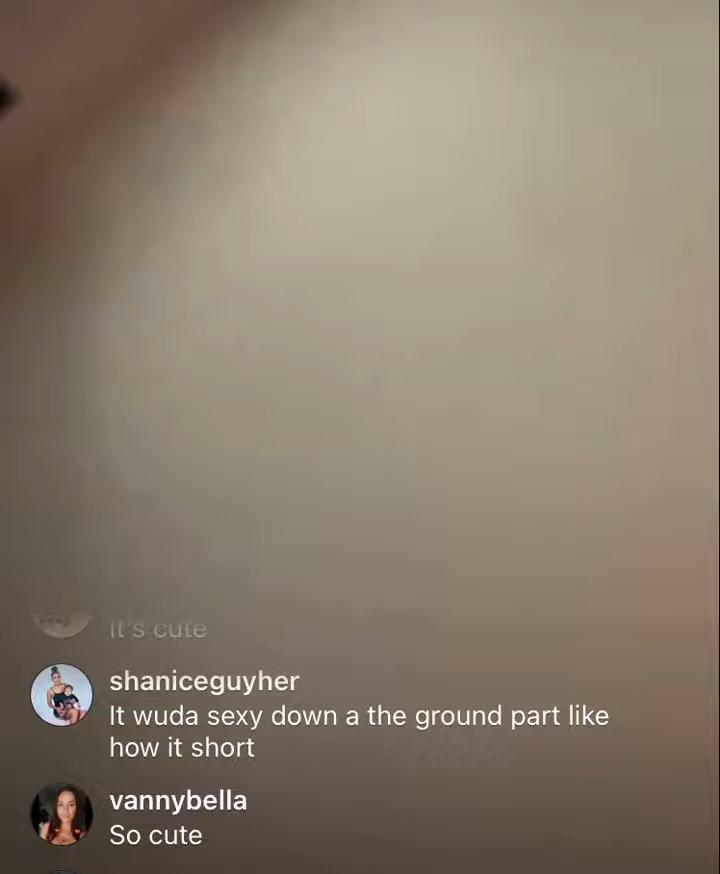 It's cute
shaniceguyher
It wuda sexy down a the ground part like
how it short
vannybella
So cute